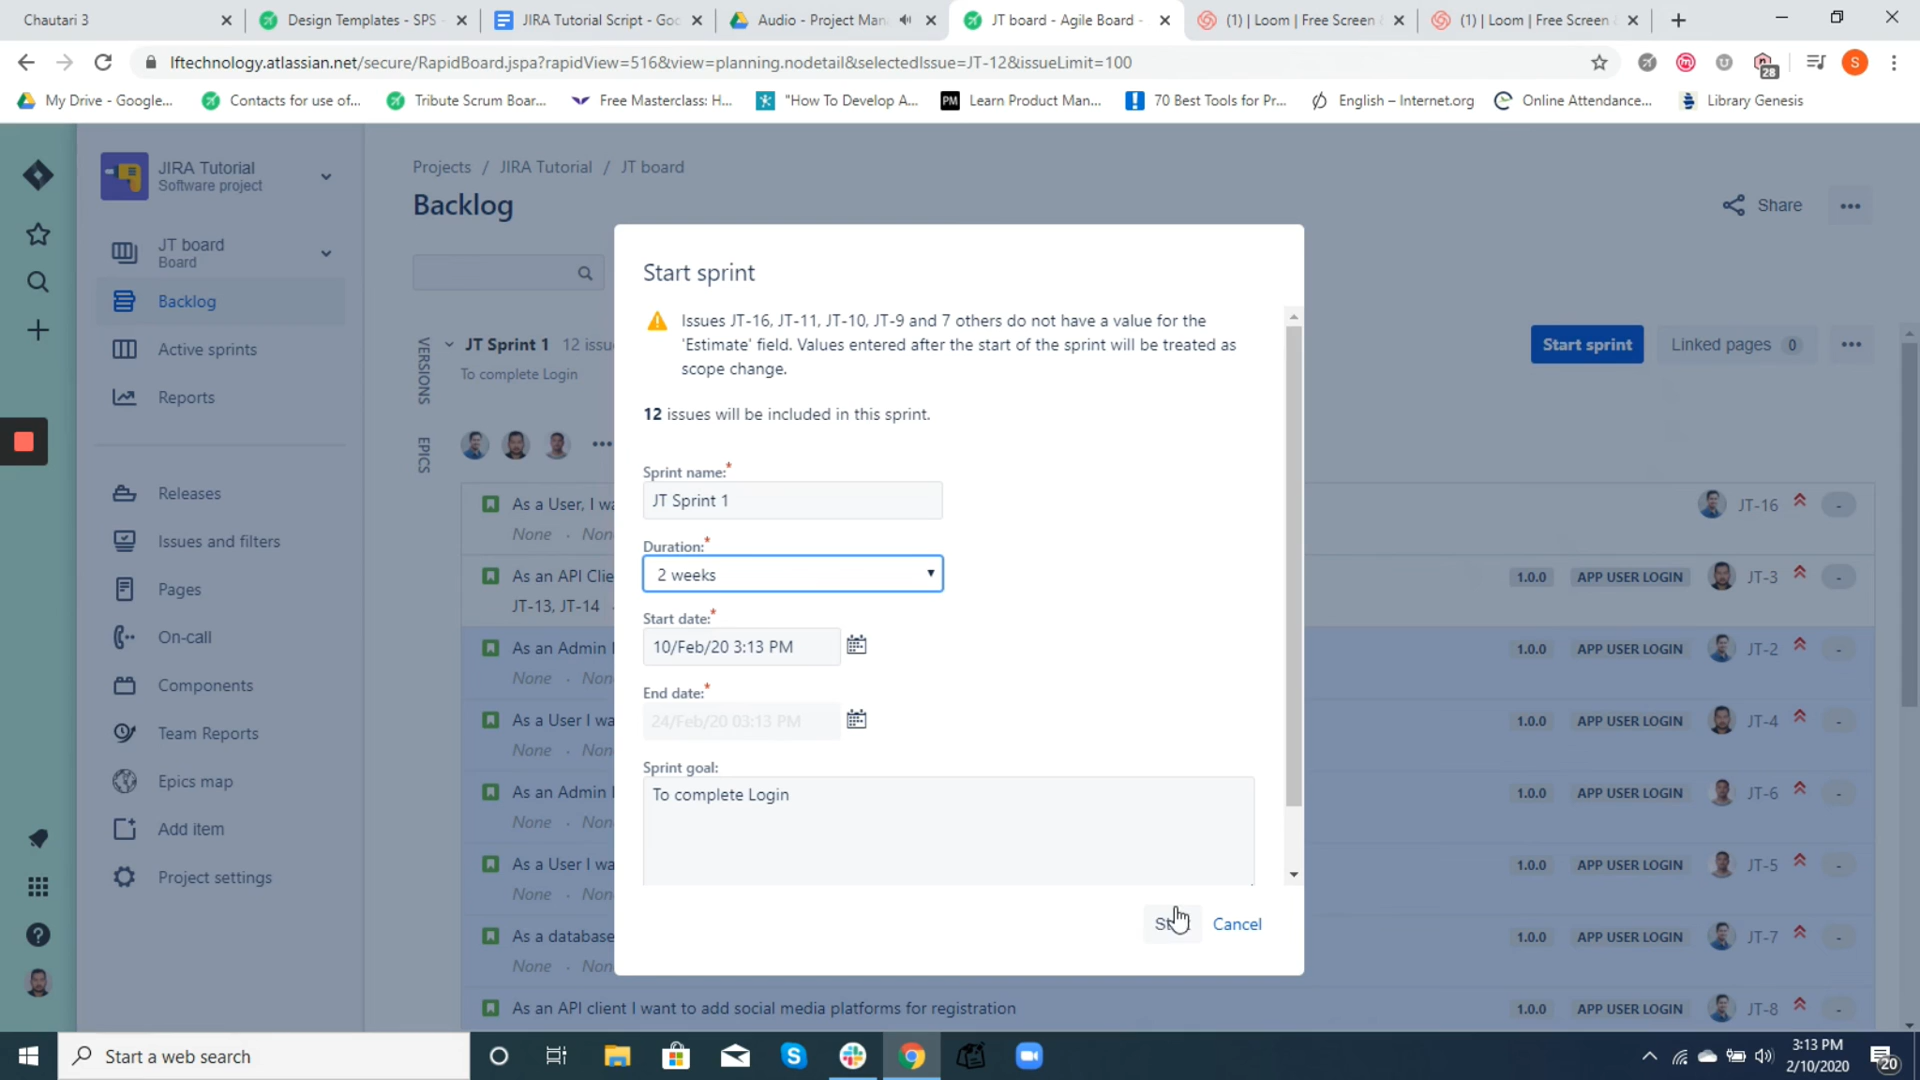 Chautari 3
Design Templates - SPS -
JIRA Tutorial Script - Goo
Audio - Project Man
JT board - Agile Board -
(1) | Loom | Free Screen
(1) | Loom | Free Screen
lftechnology.atlassian.net/secure/RapidBoard.jspa?rapidView=516&view=planning.nodetail&selectedIssue=JT-12&issueLimit=100
28
S
My Drive - Google...
Contacts for use of...
Tribute Scrum Boar...
Free Masterclass: H...
"How To Develop A...
PM
Learn Product Man...
70 Best Tools for Pr...
English – Internet.org
Online Attendance...
Library Genesis
JIRA Tutorial
Software project
JT board
Board
Backlog
Active sprints
Reports
Releases
Issues and filters
Pages
On-call
Components
Team Reports
Epics map
Add item
Project settings
Projects / JIRA Tutorial / JT board
Backlog
Share
VERSIONS
EPICS
JT Sprint 1 12 issu
To complete Login
Start sprint
Linked pages 0
Start sprint
Issues JT-16, JT-11, JT-10, JT-9 and 7 others do not have a value for the
'Estimate' field. Values entered after the start of the sprint will be treated as
scope change.
12 issues will be included in this sprint.
Sprint name:*
JT Sprint 1
Duration:*
2 weeks
Start date:*
10/Feb/20 3:13 PM
End date:*
24/Feb/20 03:13 PM
Sprint goal:
To complete Login
Cancel
As a User, I wa
JT-16 -
None · Non
As an API Clie
1.0.0 APP USER LOGIN JT-3 -
JT-13, JT-14
As an Admin
1.0.0 APP USER LOGIN JT-2 -
None · Non
As a User I wa
1.0.0 APP USER LOGIN JT-4 -
None · Non
As an Admin
1.0.0 APP USER LOGIN JT-6 -
None · Non
As a User I wa
1.0.0 APP USER LOGIN JT-5 -
None · Non
As a database
1.0.0 APP USER LOGIN JT-7 -
None · Non
As an API client I want to add social media platforms for registration
1.0.0 APP USER LOGIN JT-8 -
Start a web search
3:13 PM
2/10/2020
20